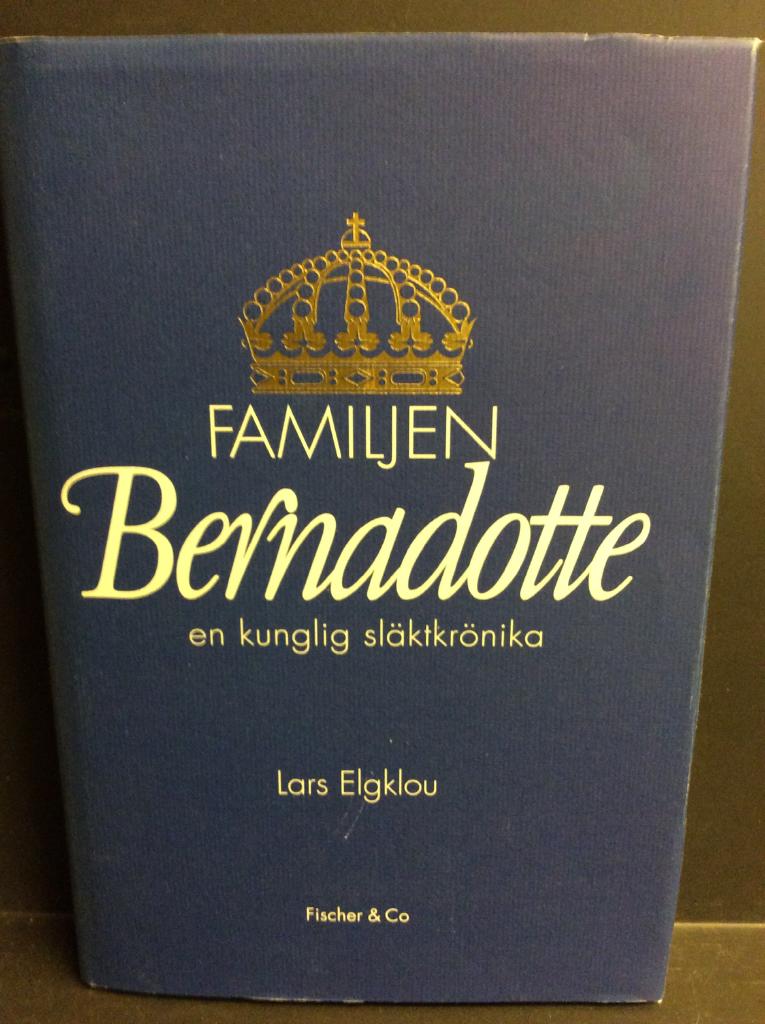 FAMILJEN
Bernadotte
en kunglig släktkrönika
Lars Elgklou
Fischer & Co